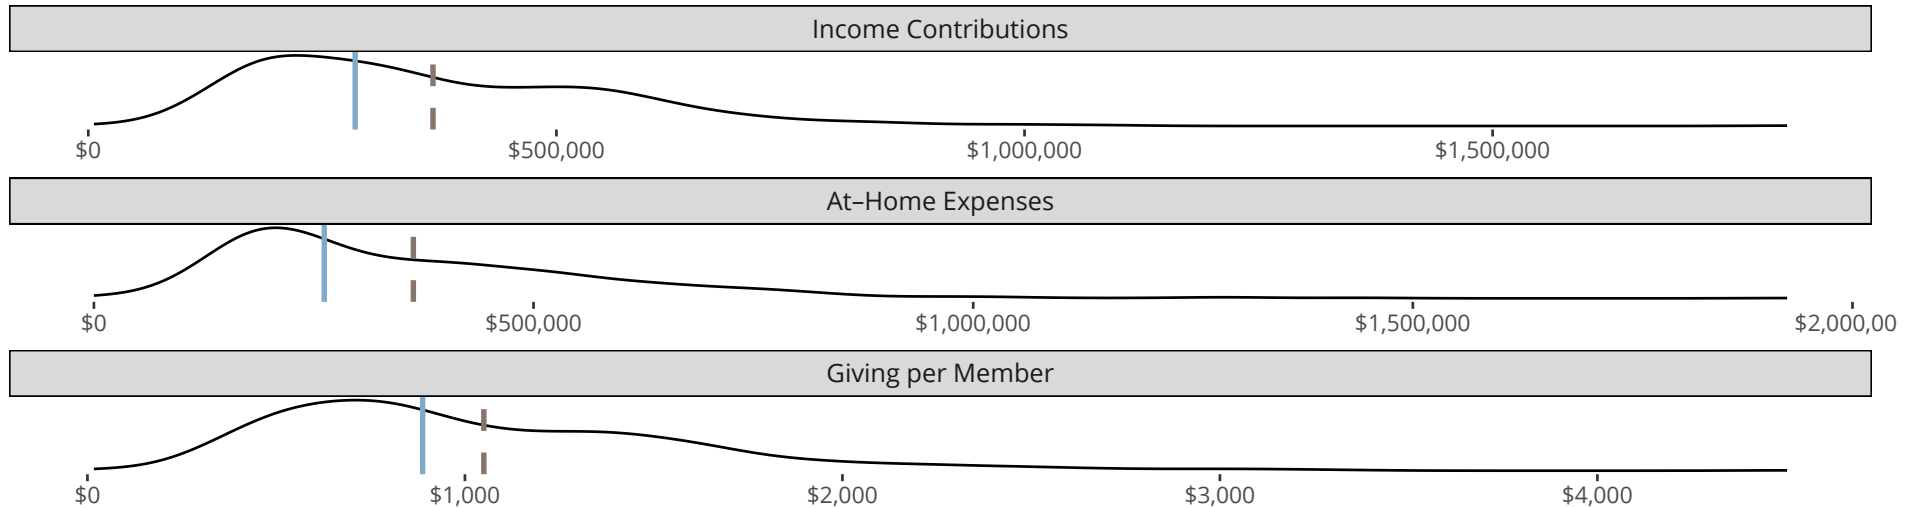 Income Contributions
$0 $500,000 $1,000,000 $1,500,000
At–Home Expenses
$0 $500,000 $1,000,000 $1,500,000 $2,000,00
Giving per Member
$0 $1,000 $2,000 $3,000 $4,000